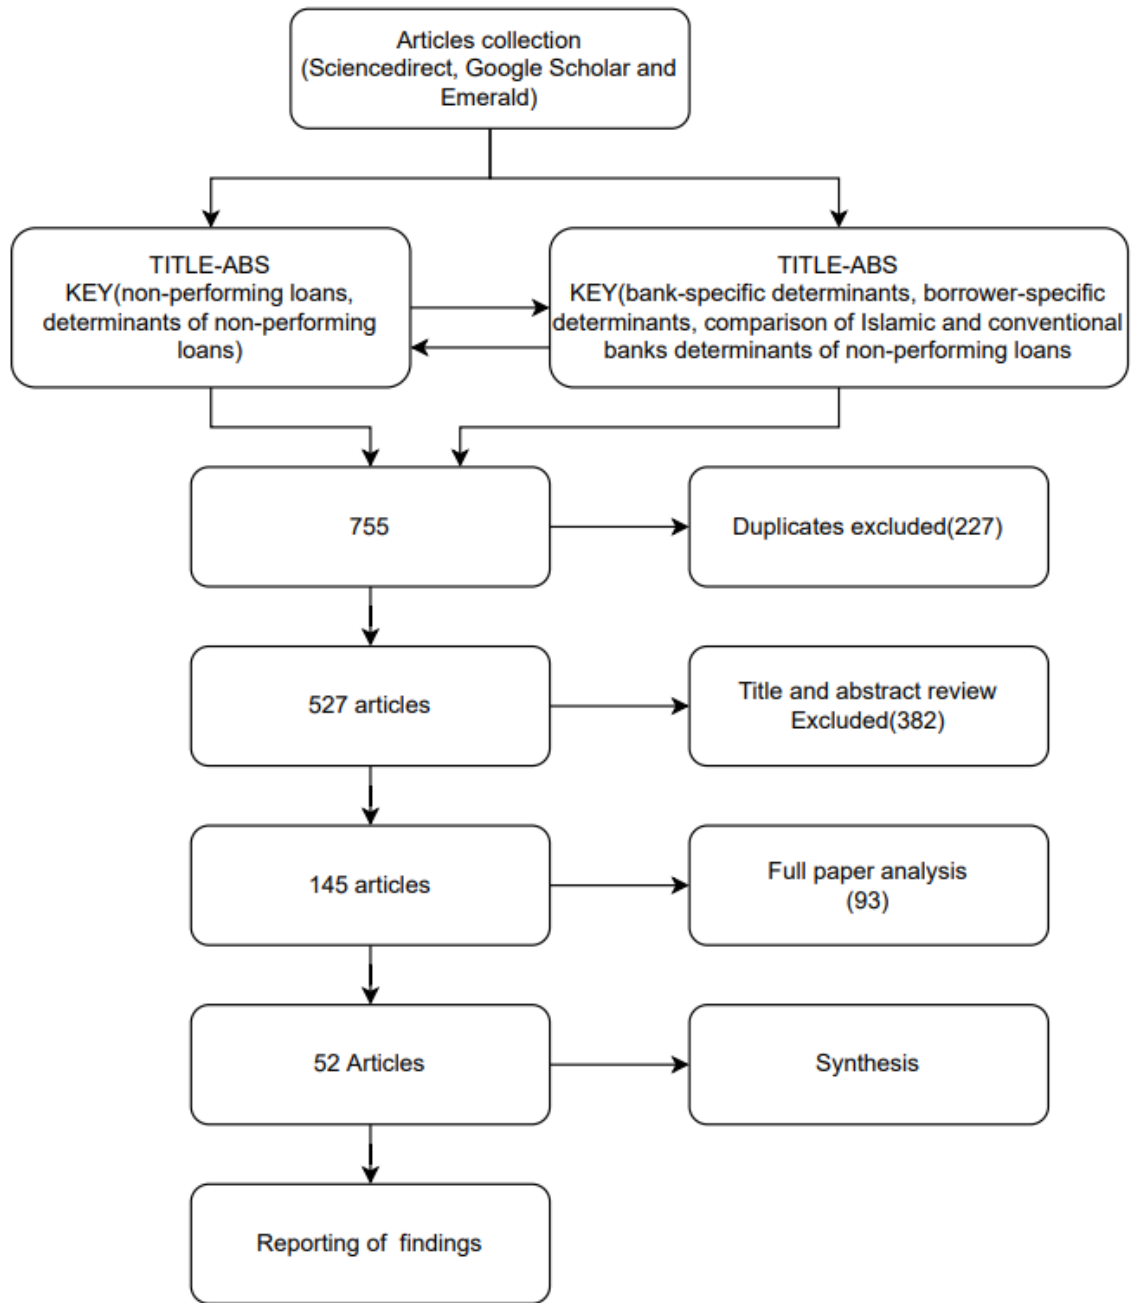 Articles collection
(Sciencedirect, Google Scholar and
Emerald)
TITLE-ABS
KEY(non-performing loans,
determinants of non-performing
loans)
TITLE-ABS
KEY(bank-specific determinants, borrower-specific
determinants, comparison of Islamic and conventional
banks determinants of non-performing loans
755
Duplicates excluded(227)
527 articles
Title and abstract review
Excluded(382)
145 articles
Full paper analysis
(93)
52 Articles
Synthesis
Reporting of findings